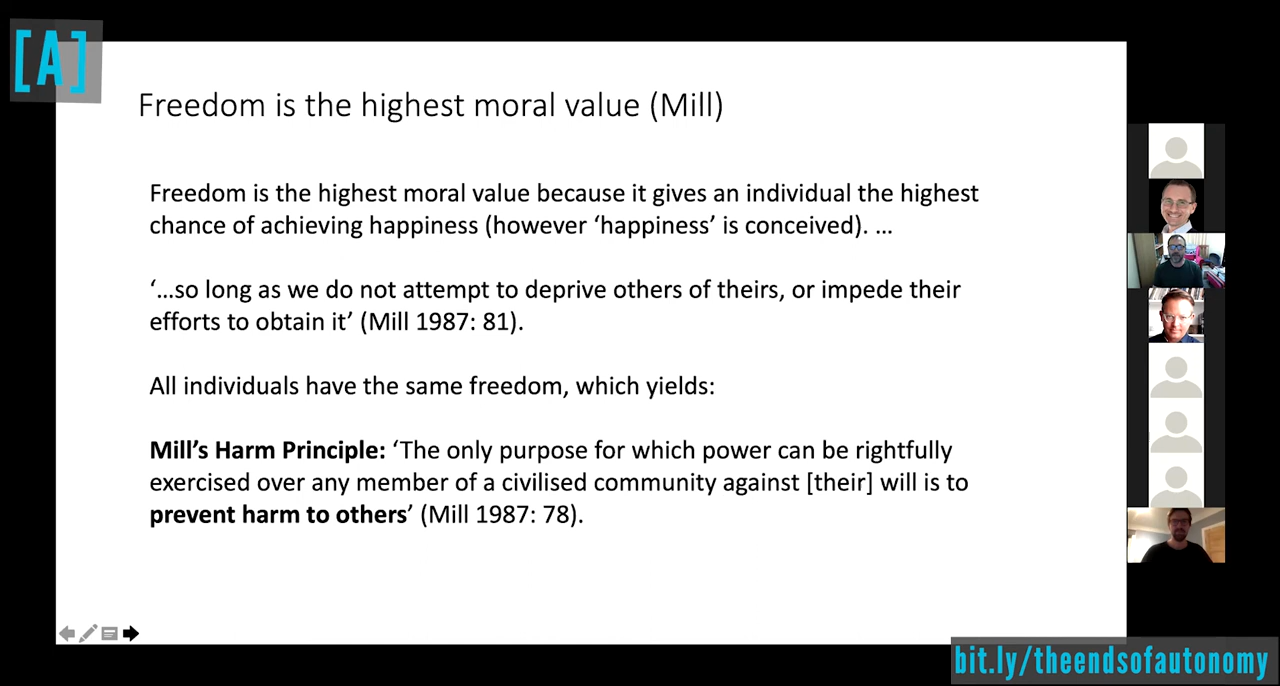 [A]
Freedom is the highest moral value (Mill)
Freedom is the highest moral value because it gives an individual the highest
chance of achieving happiness (however ‘happiness’ is conceived). ...
‘...so long as we do not attempt to deprive others of theirs, or impede their
efforts to obtain it’ (Mill 1987: 81).
All individuals have the same freedom, which yields:
Mill’s Harm Principle: ‘The only purpose for which power can be rightfully
exercised over any member of a civilised community against [their] will is to
prevent harm to others’ (Mill 1987: 78).
bit.ly/theendsofautonomy